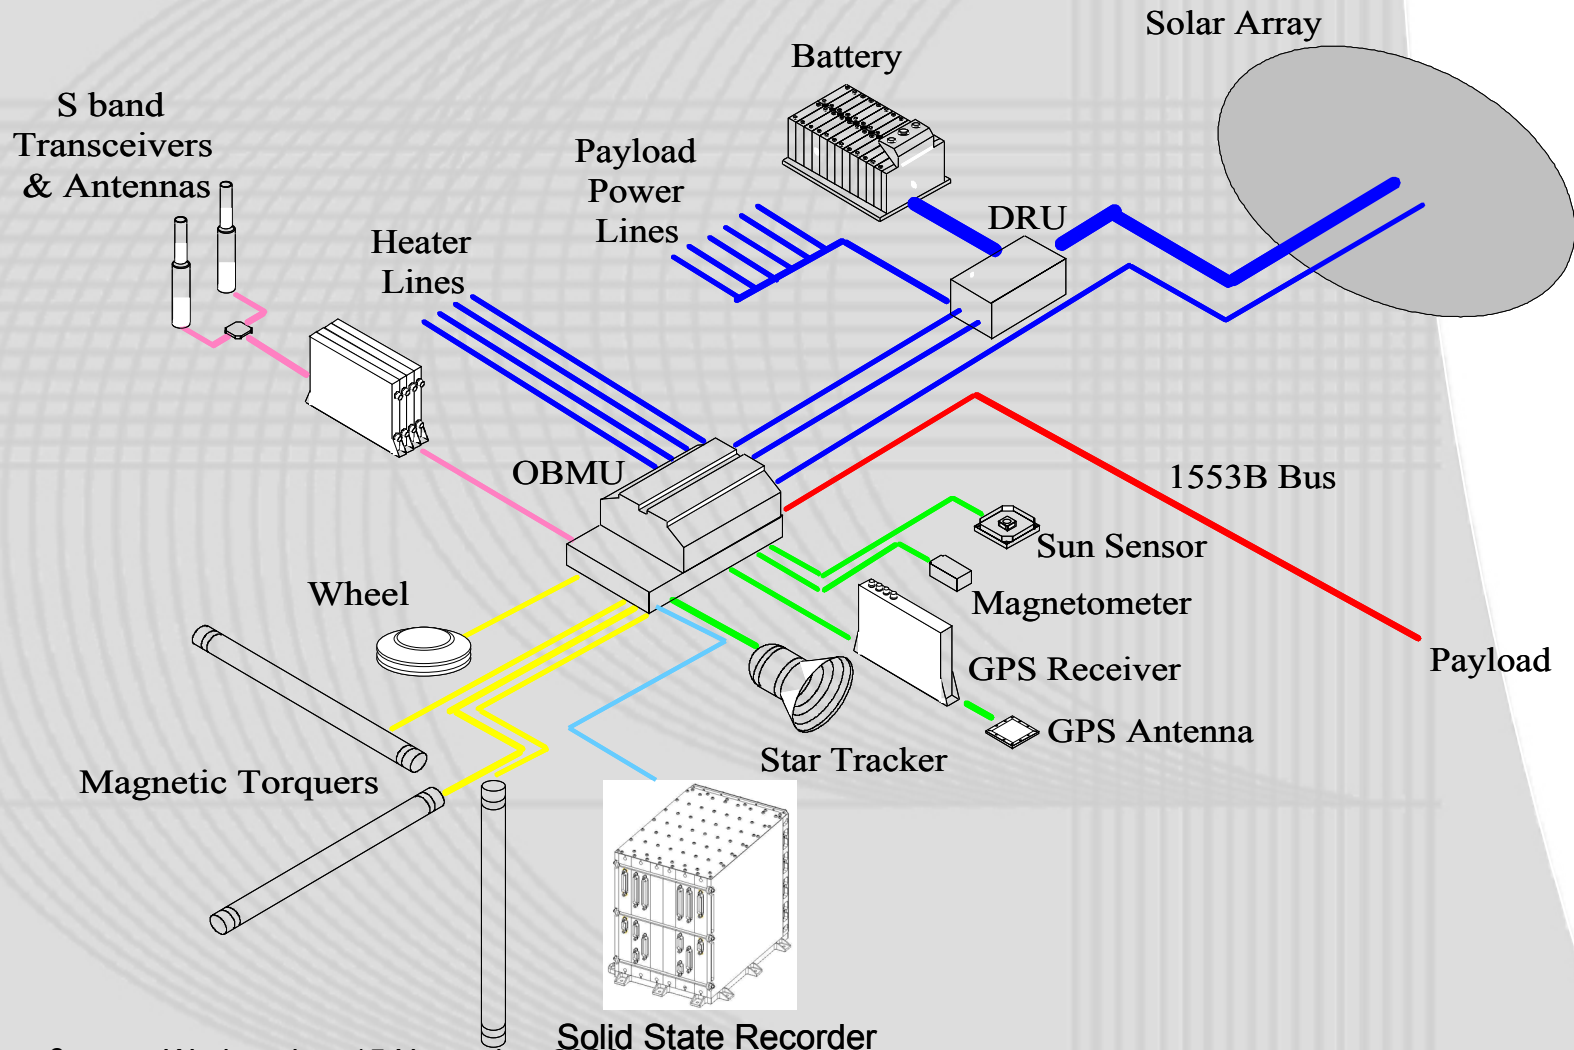 Solar Array
Battery
S band
Transceivers
& Antennas
Payload
Power
Lines
DRU
Heater
Lines
OBMU
1553B Bus
Sun Sensor
Wheel
Magnetometer
GPS Receiver
Payload
GPS Antenna
Star Tracker
Magnetic Torquers
Solid State Recorder